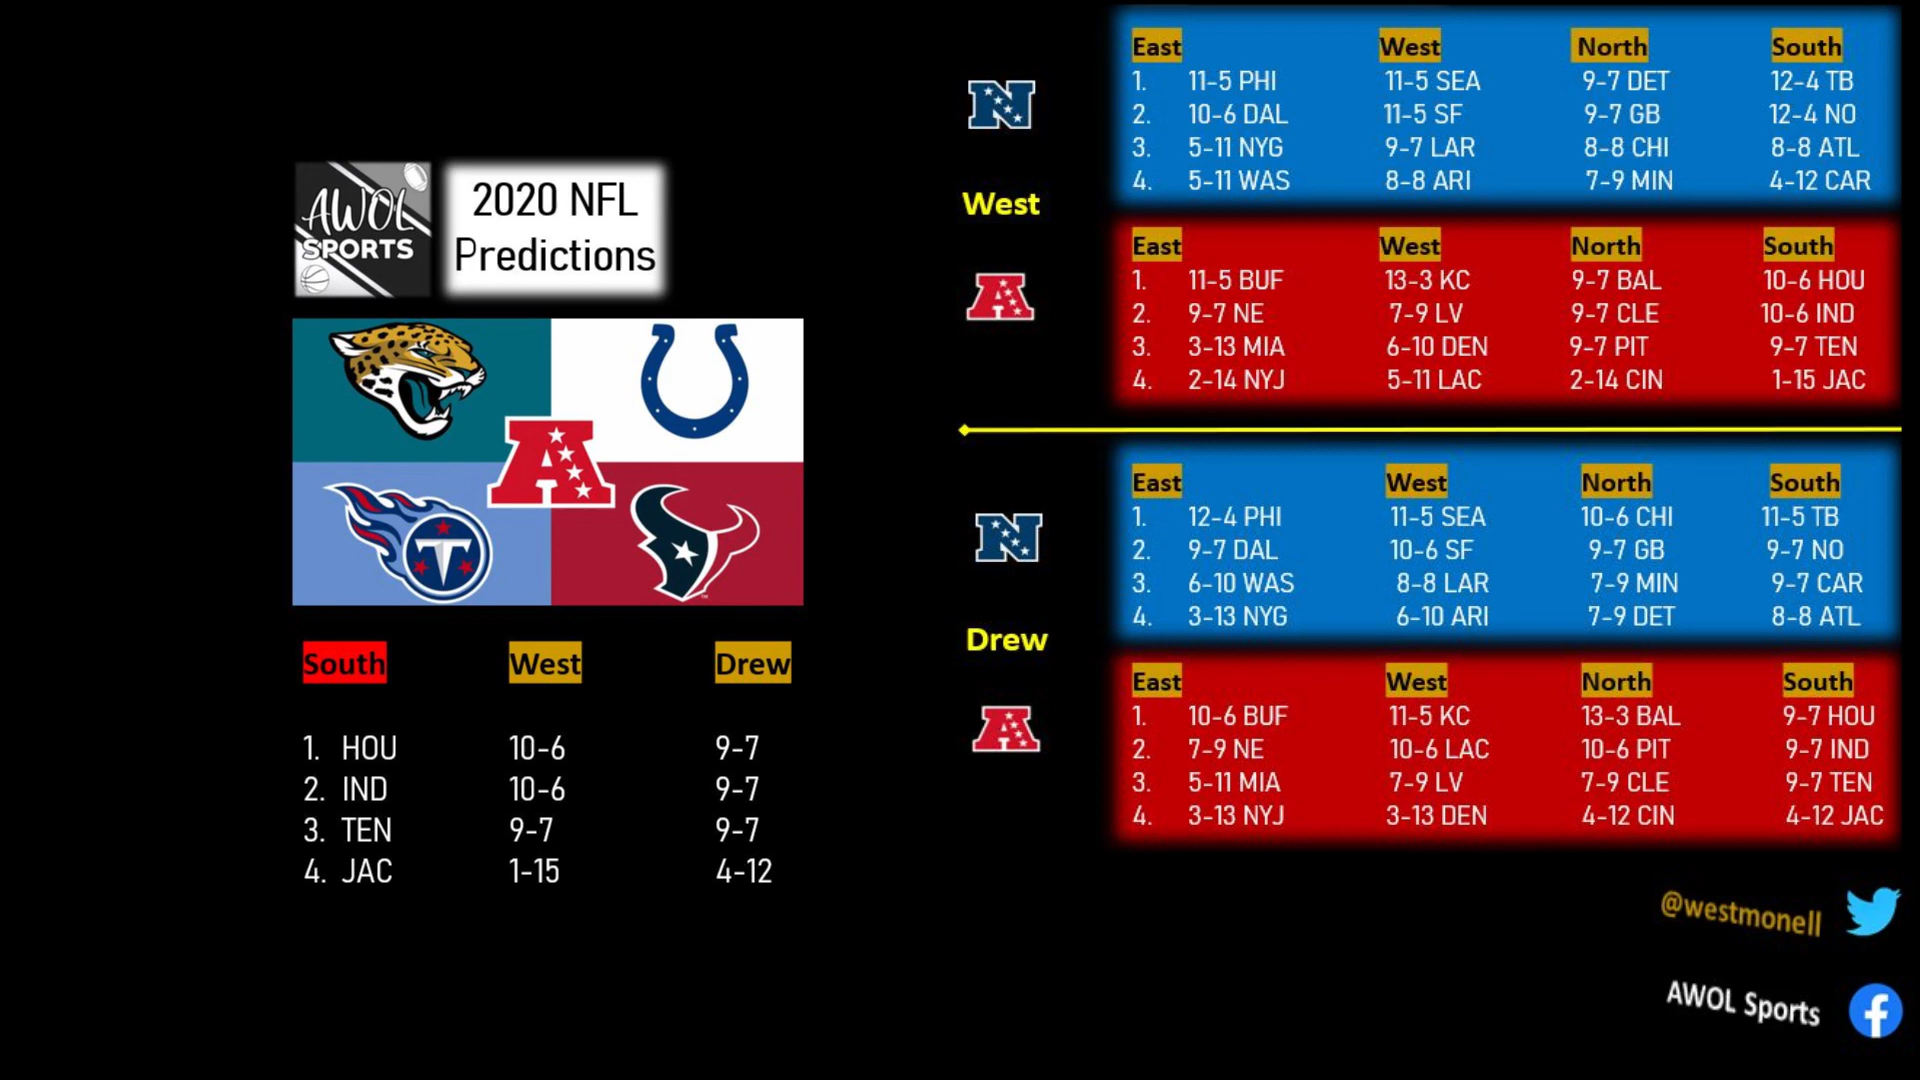 AWOL
SPORTS
2020 NFL
Predictions
South West Drew
1. HOU 10-6 9-7
2. IND 10-6 9-7
3. TEN 9-7 9-7
4. JAC 1-15 4-12
West
East West North South
1. 11-5 PHI 11-5 SEA 9-7 DET 12-4 TB
2. 10-6 DAL 11-5 SF 9-7 GB 12-4 NO
3. 5-11 NYG 9-7 LAR 8-8 CHI 8-8 ATL
4. 5-11 WAS 8-8 ARI 7-9 MIN 4-12 CAR
East West North South
1. 11-5 BUF 13-3 KC 9-7 BAL 10-6 HOU
2. 9-7 NE 7-9 LV 9-7 CLE 10-6 IND
3. 3-13 MIA 6-10 DEN 9-7 PIT 9-7 TEN
4. 2-14 NYJ 5-11 LAC 2-14 CIN 1-15 JAC
Drew
East West North South
1. 12-4 PHI 11-5 SEA 10-6 CHI 11-5 TB
2. 9-7 DAL 10-6 SF 9-7 GB 9-7 NO
3. 6-10 WAS 8-8 LAR 7-9 MIN 9-7 CAR
4. 3-13 NYG 6-10 ARI 7-9 DET 8-8 ATL
East West North South
1. 10-6 BUF 11-5 KC 13-3 BAL 9-7 HOU
2. 7-9 NE 10-6 LAC 10-6 PIT 9-7 IND
3. 5-11 MIA 7-9 LV 7-9 CLE 9-7 TEN
4. 3-13 NYJ 3-13 DEN 4-12 CIN 4-12 JAC
@westmonell
AWOL Sports